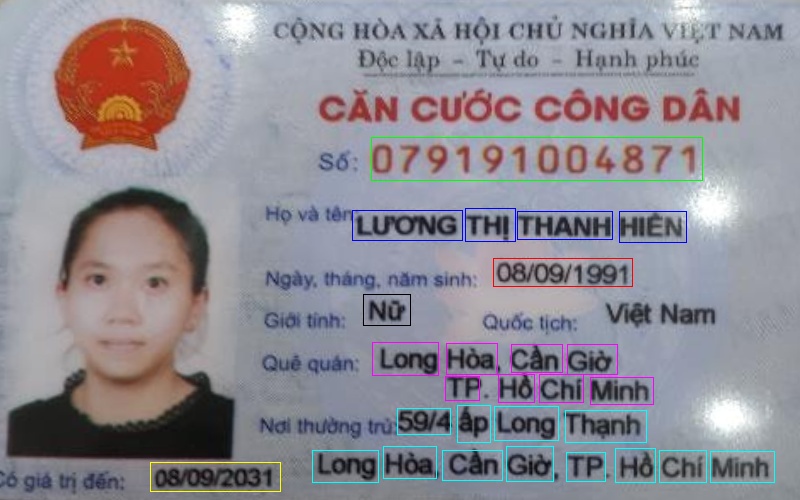 CỘNG HÒA XÃ HỘI CHỦ NGHĨA VIỆT NAM
Độc lập - Tự do - Hạnh phúc
CĂN CƯỚC CÔNG DÂN
Số: 079191004871
Họ và tên: LƯƠNG THỊ THANH HIỀN
Ngày, tháng, năm sinh: 08/09/1991
Giới tính: Nữ Quốc tịch: Việt Nam
Quê quán: Long Hòa, Cần Giờ
TP. Hồ Chí Minh
Nơi thường trú: 59/4 ấp Long Thạnh
Long Hòa, Cần Giờ, TP. Hồ Chí Minh
Có giá trị đến: 08/09/2031